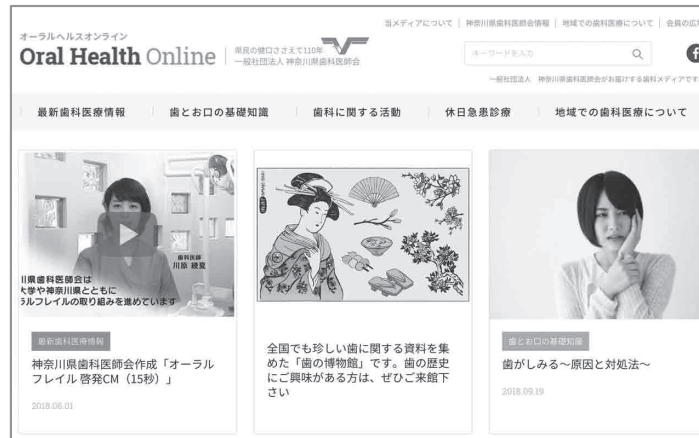 当メディアについて | 神奈川県歯科医師会情報 | 地域での歯科医療について | 会員の広場
オーラルヘルスオンライン
Oral Health Online
県民の健口ささえて110年
一般社団法人 神奈川県歯科医師会
キーワードを入力
一般社団法人 神奈川県歯科医師会がお届けする歯科メディアです
最新歯科医療情報 歯とお口の基礎知識 歯科に関する活動 休日急患診療 地域での歯科医療について
歯科医師
川原 綾夏
川県歯科医師会は
大学や神奈川県とともに
ラルフレイルの取り組みを進めています
最新歯科医療情報
神奈川県歯科医師会作成「オーラル
フレイル 啓発CM(15秒)」
2018.06.01
全国でも珍しい歯に関する資料を集
めた「歯の博物館」です。歯の歴史
にご興味がある方は、ぜひご来館下
さい
歯とお口の基礎知識
歯がしみる～原因と対処法～
2018.09.19